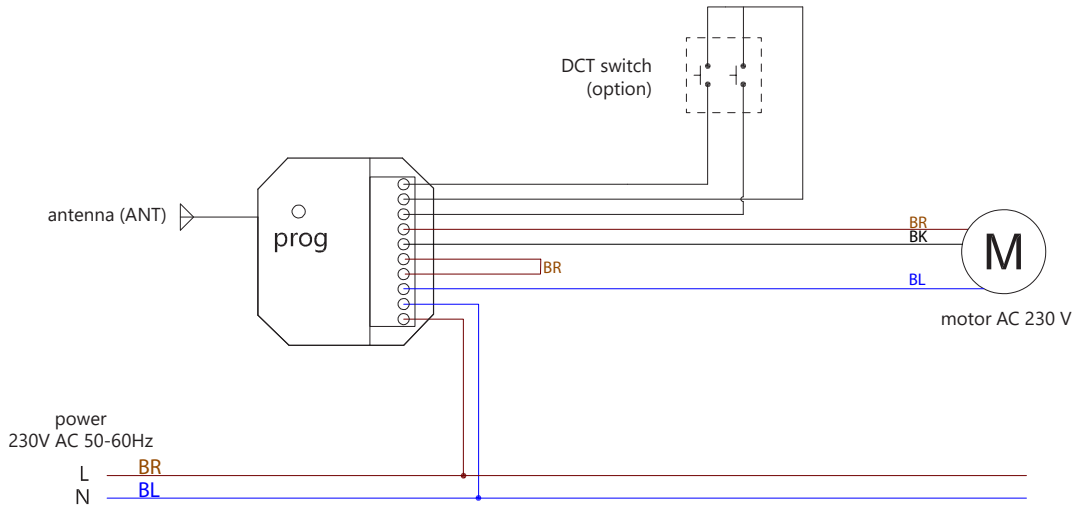 DCT switch
(option)
antenna (ANT)
prog
BR
BK
BR
BL
M
motor AC 230 V
power
230V AC 50-60Hz
L BR
N BL